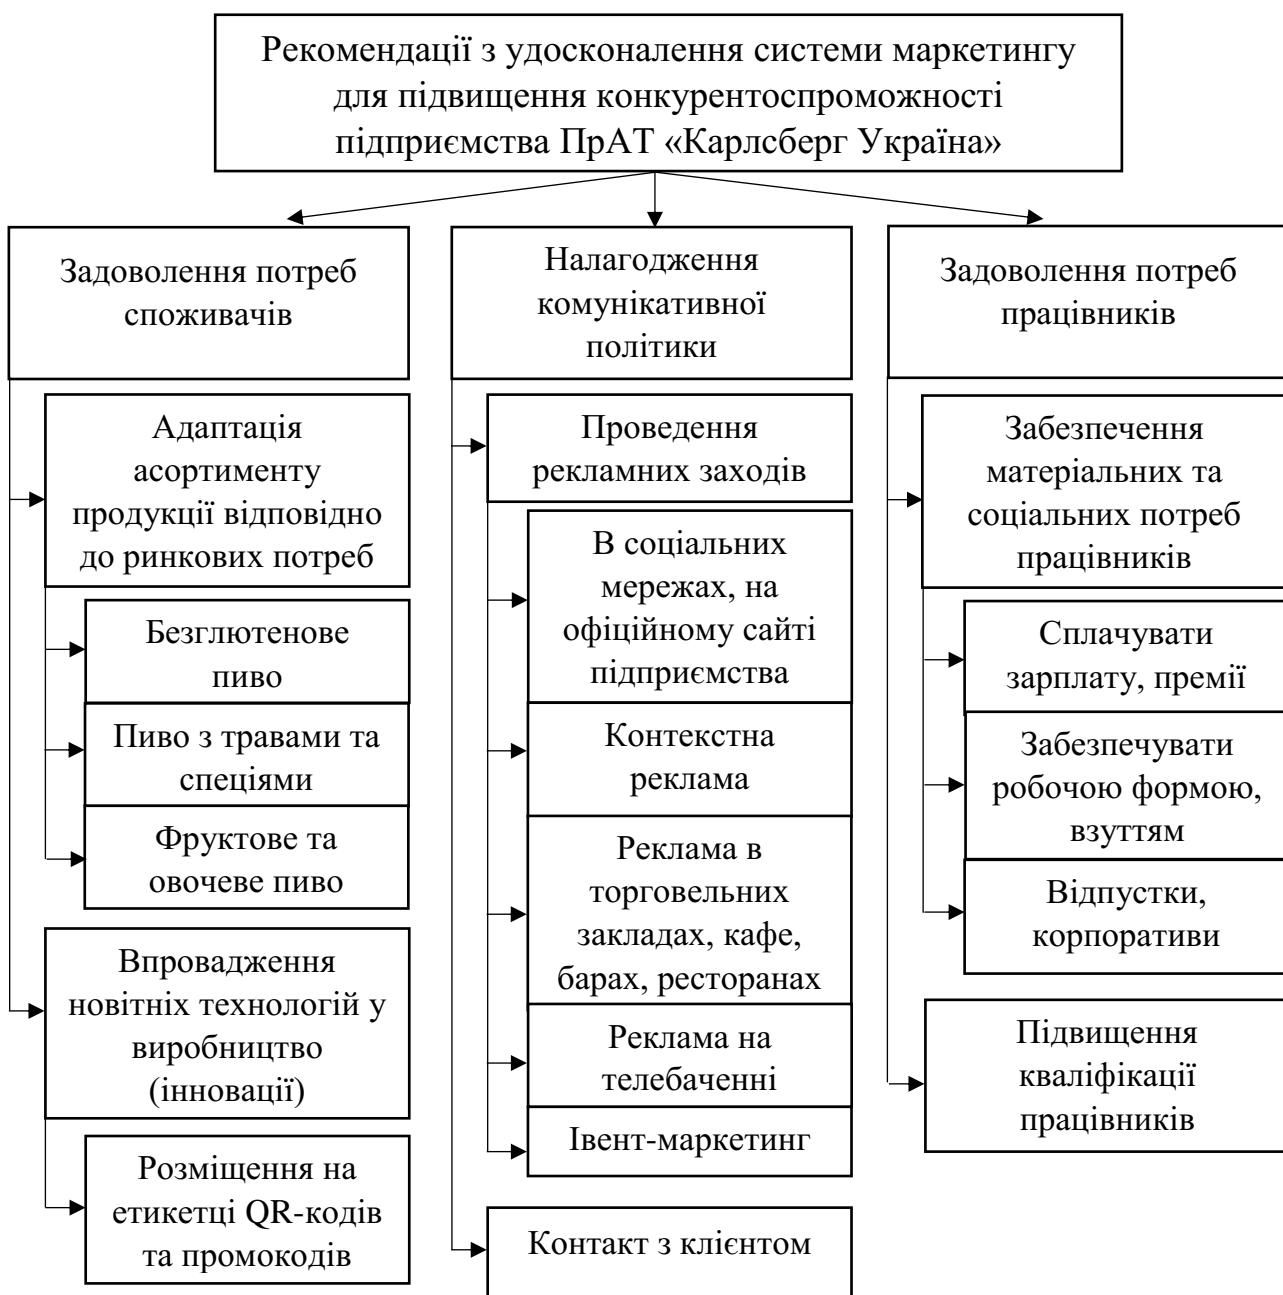 Рекомендації з удосконалення системи маркетингу
для підвищення конкурентоспроможності
підприємства ПрАТ «Карлсберг Україна»
Задоволення потреб
споживачів
Адаптація
асортименту
продукції відповідно
до ринкових потреб
Безглютенове
пиво
Пиво з травами та
спеціями
Фруктове та
овочеве пиво
Впровадження
новітніх технологій у
виробництво
(інновації)
Розміщення на
етикетці QR-кодів
та промокодів
Налагодження
комунікативної
політики
Проведення
рекламних заходів
В соціальних
мережах, на
офіційному сайті
підприємства
Контекстна
реклама
Реклама в
торговельних
закладах, кафе,
барах, ресторанах
Реклама на
телебаченні
Івент-маркетинг
Контакт з клієнтом
Задоволення потреб
працівників
Забезпечення
матеріальних та
соціальних потреб
працівників
Сплачувати
зарплату, премії
Забезпечувати
робочою формою,
взуттям
Відпустки,
корпоративи
Підвищення
кваліфікації
працівників